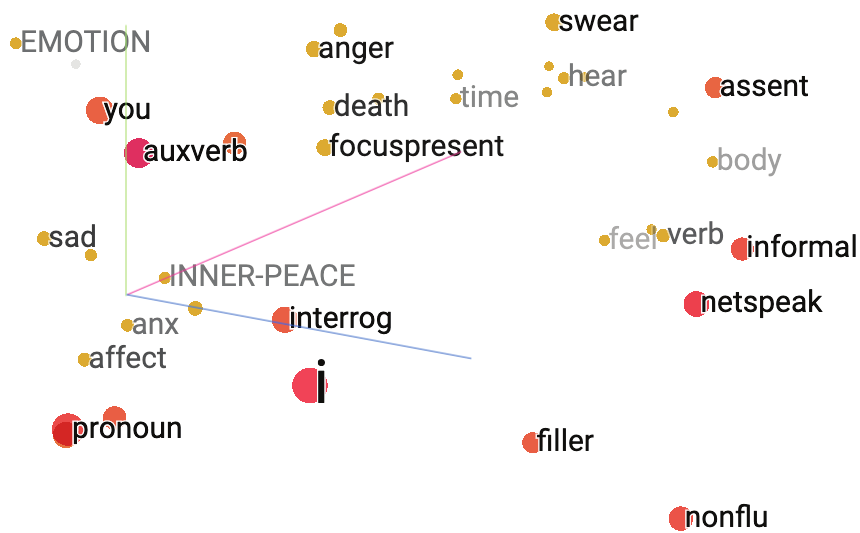 swear
EMOTION
anger
hear
assent
time
death
you
focuspresent
auxverb
body
sad
feel
verb
informal
INNER-PEACE
netspeak
interrog
anx
affect
i
pronoun
filler
nonflu